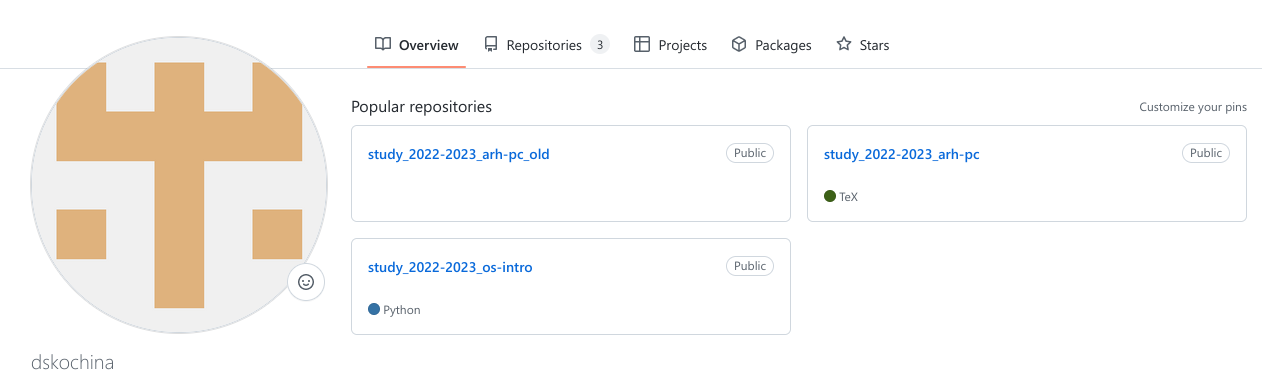 Overview Repositories 3 Projects Packages Stars
Popular repositories Customize your pins
study_2022-2023_arh-pc_old Public
study_2022-2023_arh-pc Public
TeX
study_2022-2023_os-intro Public
Python
dskochina